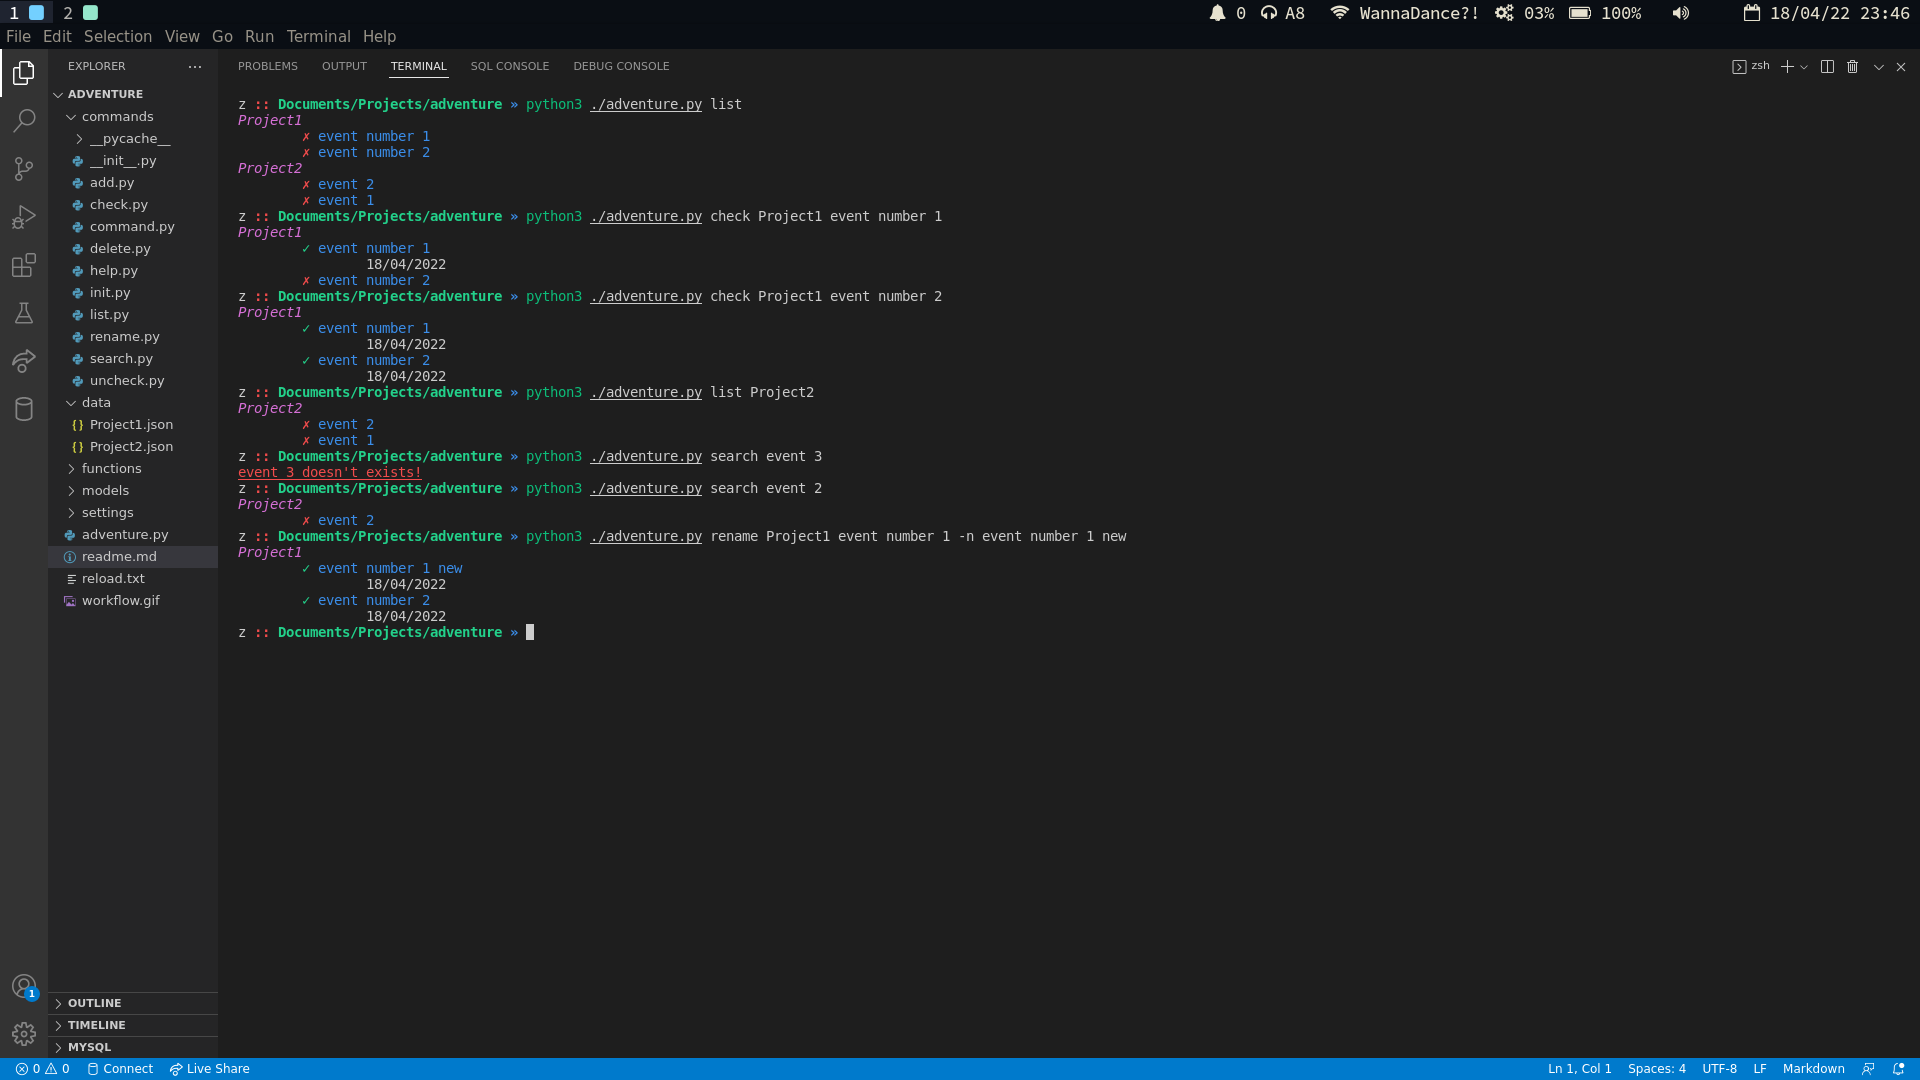 1 2 0 A8 WannaDance?! 03% 100% 18/04/22 23:46
File Edit Selection View Go Run Terminal Help
EXPLORER ···
ADVENTURE
commands
__pycache__
__init__.py
add.py
check.py
command.py
delete.py
help.py
init.py
list.py
rename.py
search.py
uncheck.py
data
{} Project1.json
{} Project2.json
functions
models
settings
adventure.py
readme.md
reload.txt
workflow.gif
OUTLINE
TIMELINE
MYSQL
PROBLEMS OUTPUT TERMINAL SQL CONSOLE DEBUG CONSOLE zsh
z :: Documents/Projects/adventure » python3 ./adventure.py list
Project1
✗ event number 1
✗ event number 2
Project2
✗ event 2
✗ event 1
z :: Documents/Projects/adventure » python3 ./adventure.py check Project1 event number 1
Project1
✓ event number 1
18/04/2022
✗ event number 2
z :: Documents/Projects/adventure » python3 ./adventure.py check Project1 event number 2
Project1
✓ event number 1
18/04/2022
✓ event number 2
18/04/2022
z :: Documents/Projects/adventure » python3 ./adventure.py list Project2
Project2
✗ event 2
✗ event 1
z :: Documents/Projects/adventure » python3 ./adventure.py search event 3
event 3 doesn't exists!
z :: Documents/Projects/adventure » python3 ./adventure.py search event 2
Project2
✗ event 2
z :: Documents/Projects/adventure » python3 ./adventure.py rename Project1 event number 1 -n event number 1 new
Project1
✓ event number 1 new
18/04/2022
✓ event number 2
18/04/2022
z :: Documents/Projects/adventure »
1
0 0 Connect Live Share Ln 1, Col 1 Spaces: 4 UTF-8 LF Markdown